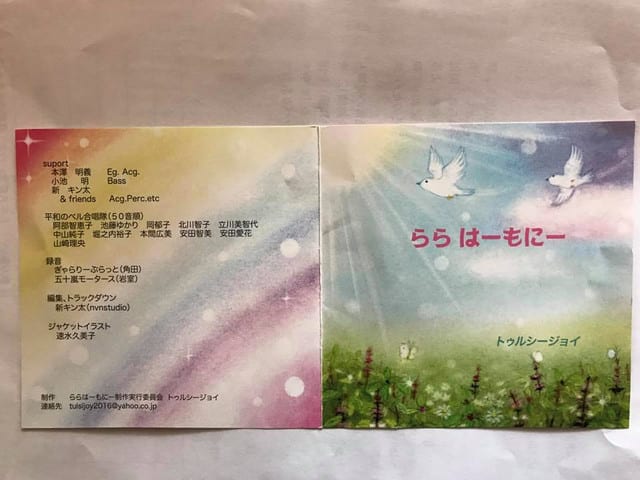 suport
本澤　明義　Eg. Acg.
小池　明　Bass
新　キン太
& friends　Acg.Perc.etc
平和のベル合唱隊(50音順)
阿部智恵子　池藤ゆかり　岡郁子　北川智子　立川美智代
中山純子　堀之内裕子　本間広美　安田智美　安田愛花
山崎理央
録音
ぎゃらりーぷらっと(角田)
五十嵐モータース(岩室)
編集、トラックダウン
新キン太(nvnstudio)
ジャケットイラスト
速水久美子
制作　ららはーもにー制作実行委員会　トゥルシージョイ
連絡先　tulsijoy2016@yahoo.co.jp
らら はーもにー
トゥルシージョイ